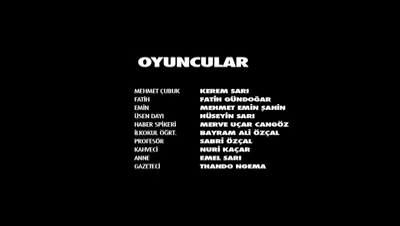 OYUNCULAR
MEHMET ÇUBUK KEREM SARI
FATİH FATİH GÜNDOĞAR
EMİN MEHMET EMİN ŞAHİN
ÜSEN DAYI HÜSEYİN SARI
HABER SPİKERİ MERVE UÇAR CANGÖZ
İLKOKUL ÖĞRT. BAYRAM ALİ ÖZÇAL
PROFESÖR SABRİ ÖZÇAL
KAHVECİ NURİ KAÇAR
ANNE EMEL SARI
GAZETECİ THANDO NGEMA